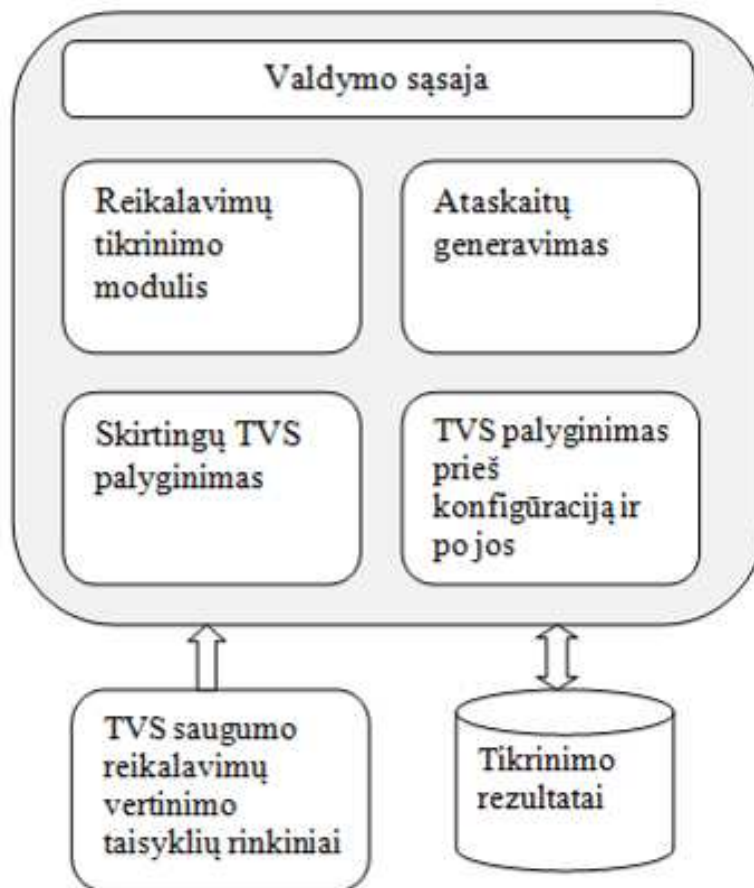 Valdymo sąsaja
Reikalavimų
tikrinimo
modulis
Ataskaitų
generavimas
Skirtingų TVS
palyginimas
TVS palyginimas
prieš
konfigūraciją ir
po jos
TVS saugumo
reikalavimų
vertinimo
taisyklių rinkiniai
Tikrinimo
rezultatai